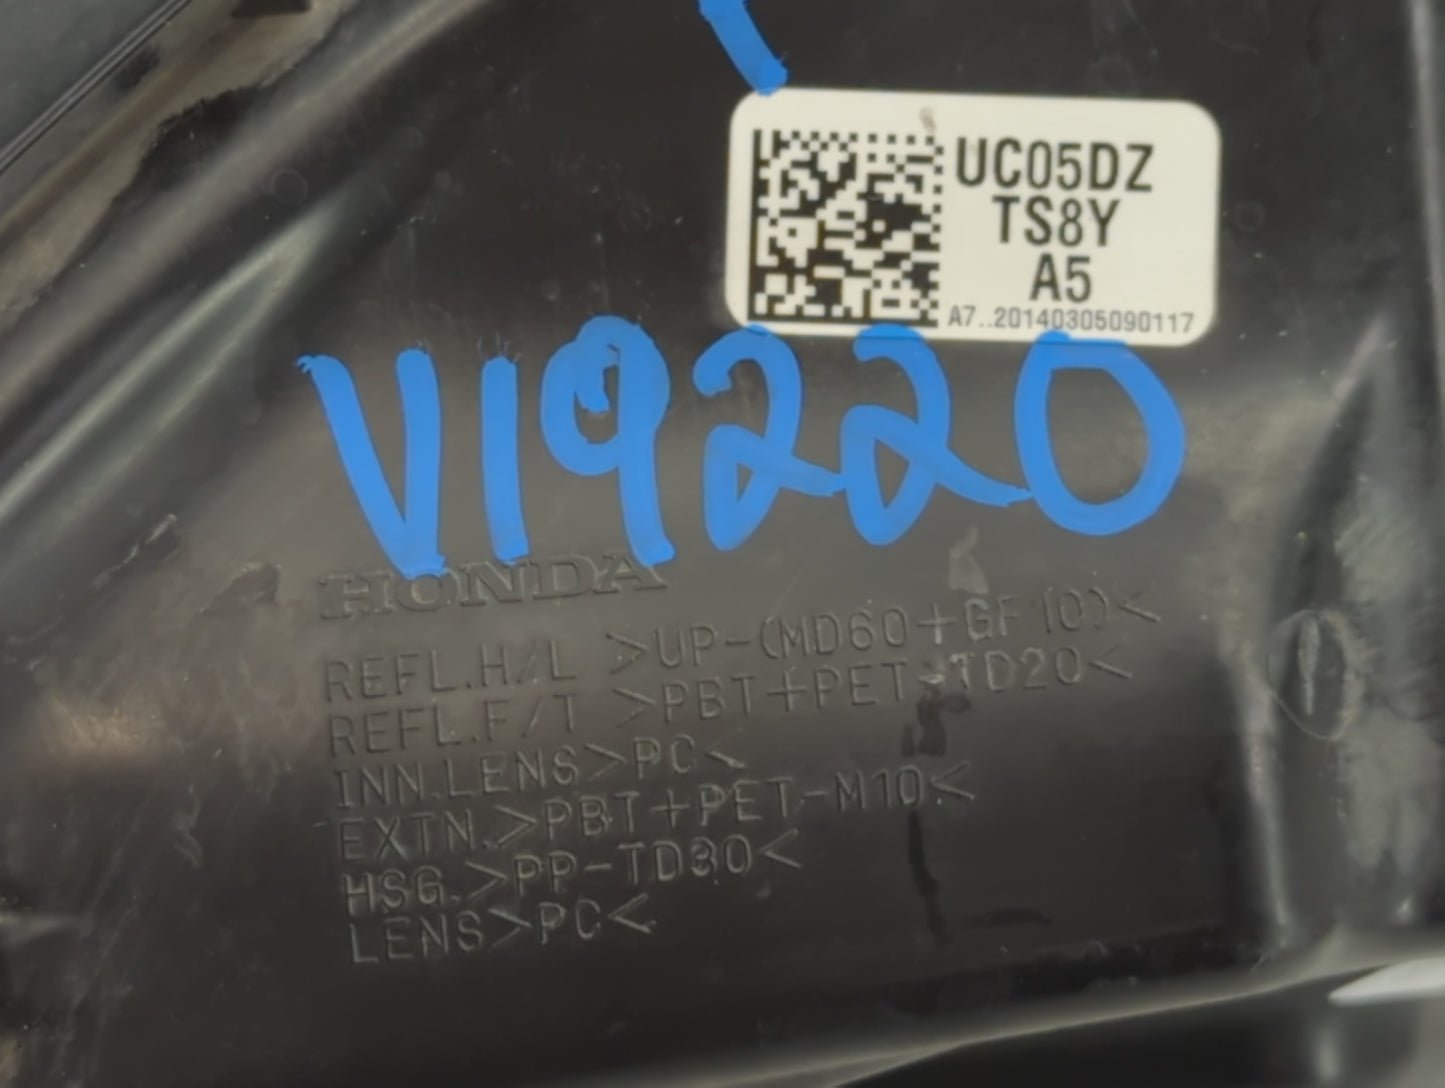 UC05DZ
TS8Y
A5
A7..20140305090117
V19220
HONDA
REFL.H/L >UP-(MD60+GF10)<
REFL.F/T >PBT+PET-TD20<
INN.LENS>PC<
EXTN.>PBT+PET-M10<
HSG.>PP-TD30<
LENS>PC<